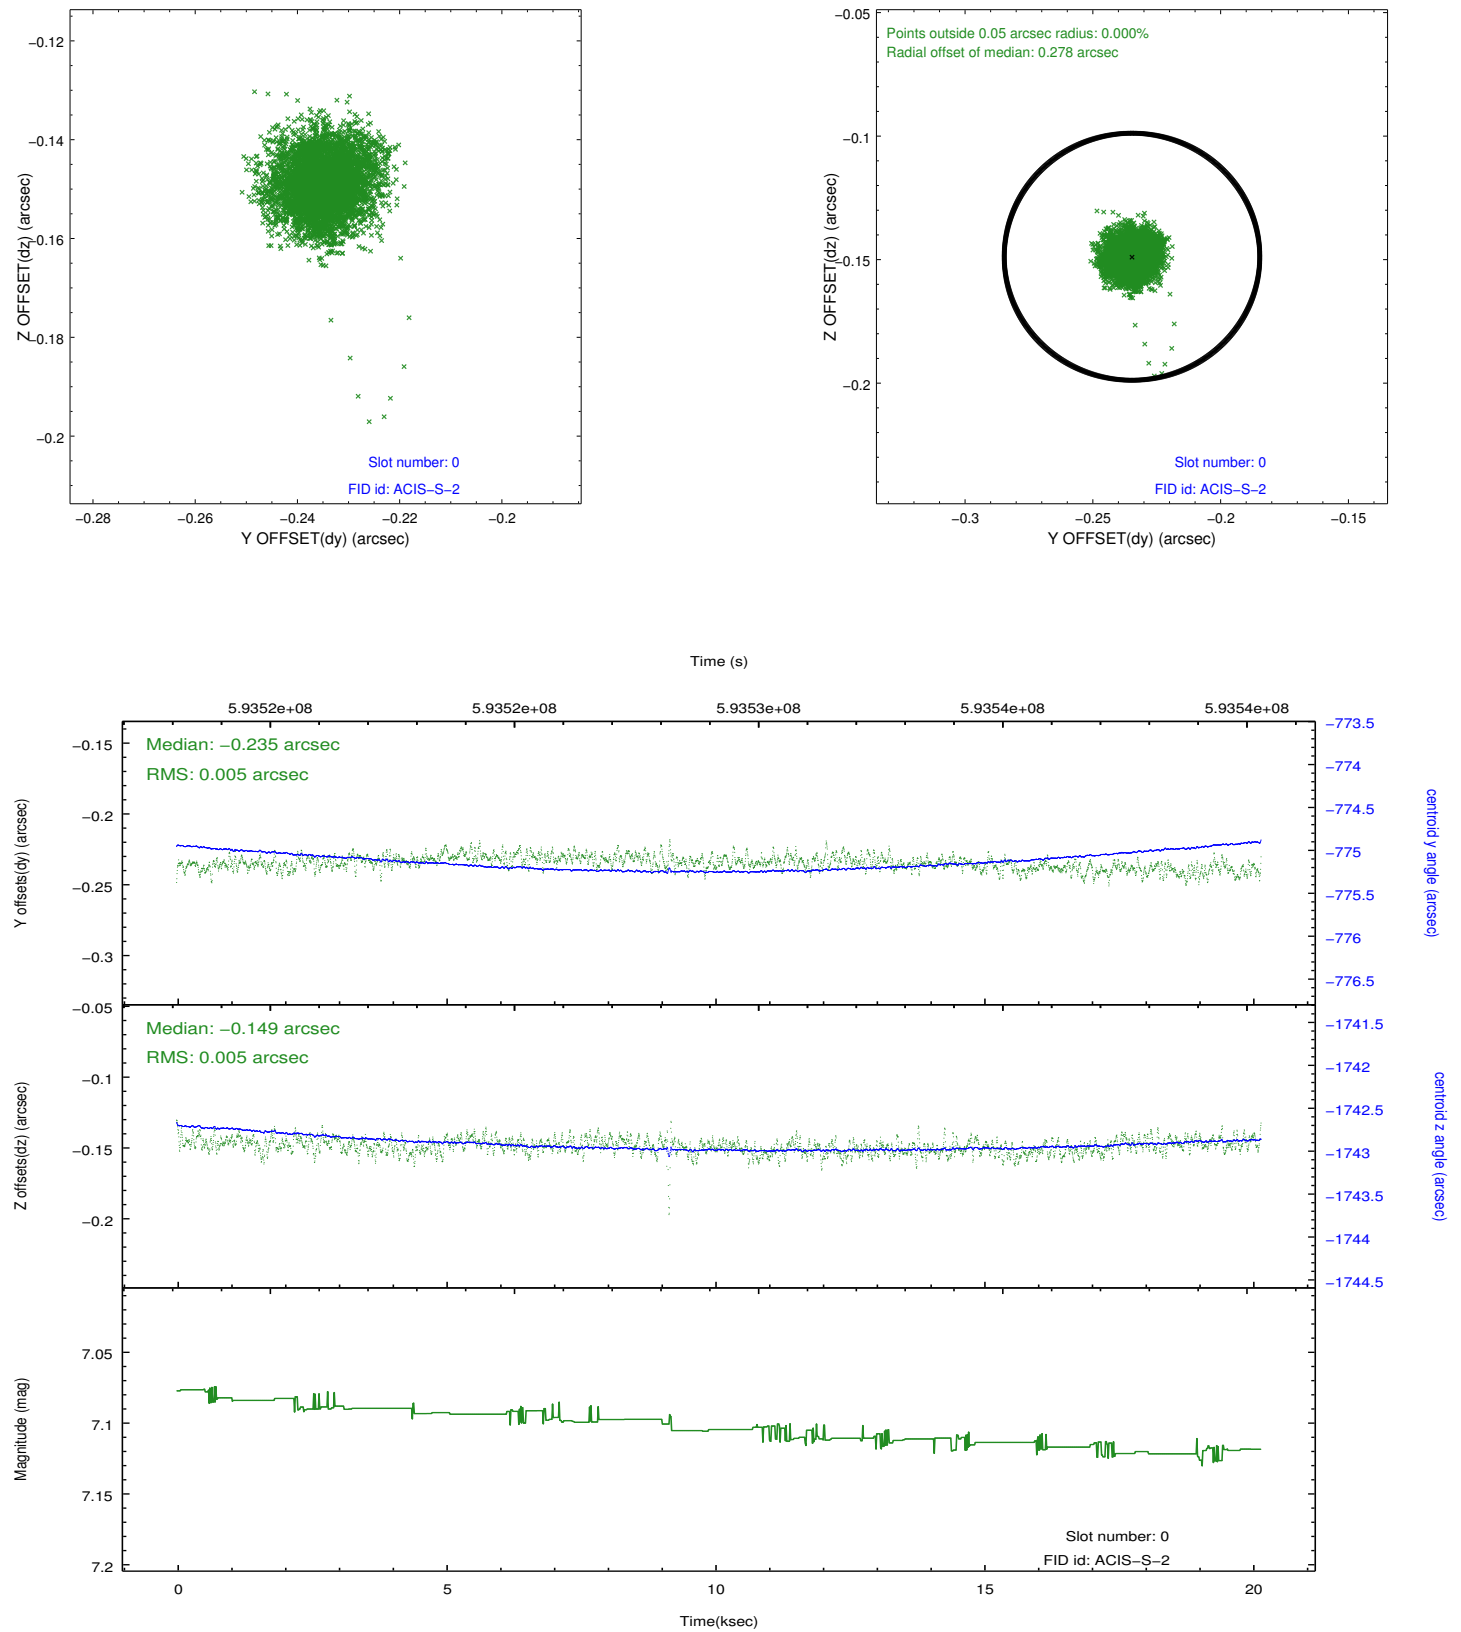 −0.12
−0.14
−0.16
−0.18
−0.2
Z OFFSET(dz) (arcsec)
Slot number: 0
FID id: ACIS−S−2
−0.28
−0.26
−0.24
−0.22
−0.2
Y OFFSET(dy) (arcsec)
Points outside 0.05 arcsec radius: 0.000%
Radial offset of median: 0.278 arcsec
−0.05
−0.1
−0.15
−0.2
Z OFFSET(dz) (arcsec)
Slot number: 0
FID id: ACIS−S−2
−0.3
−0.25
−0.2
−0.15
Y OFFSET(dy) (arcsec)
Time (s)
5.9352e+08
5.9352e+08
5.9353e+08
5.9354e+08
5.9354e+08
Median: −0.235 arcsec
RMS: 0.005 arcsec
−0.15
−0.2
−0.25
−0.3
Y offsets(dy) (arcsec)
−773.5
−774
−774.5
−775
−775.5
−776
−776.5
centroid y angle (arcsec)
Median: −0.149 arcsec
RMS: 0.005 arcsec
−0.05
−0.1
−0.15
−0.2
Z offsets(dz) (arcsec)
−1741.5
−1742
−1742.5
−1743
−1743.5
−1744
−1744.5
centroid z angle (arcsec)
7.05
7.1
7.15
7.2
Magnitude (mag)
Slot number: 0
FID id: ACIS−S−2
0
5
10
15
20
Time(ksec)